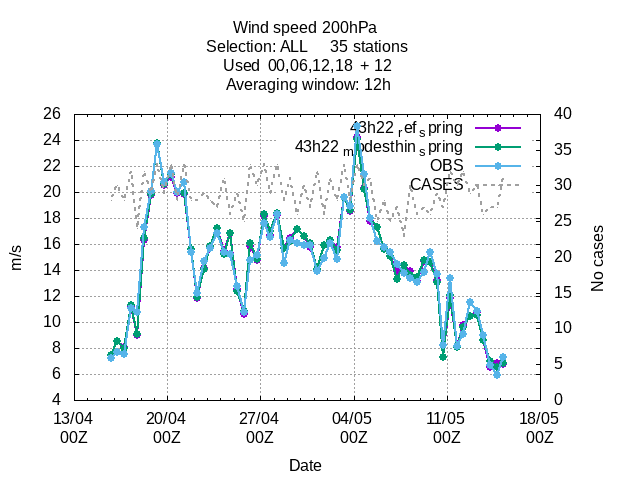 Wind speed 200hPa
Selection: ALL 35 stations
Used 00,06,12,18 + 12
Averaging window: 12h
43h22_ref_spring
43h22_modesthin_spring
OBS
CASES
m/s
26
24
22
20
18
16
14
12
10
8
6
4
40
35
30
25
20
15
10
5
0
No cases
13/04 20/04 27/04 04/05 11/05 18/05
00Z 00Z 00Z 00Z 00Z 00Z
Date